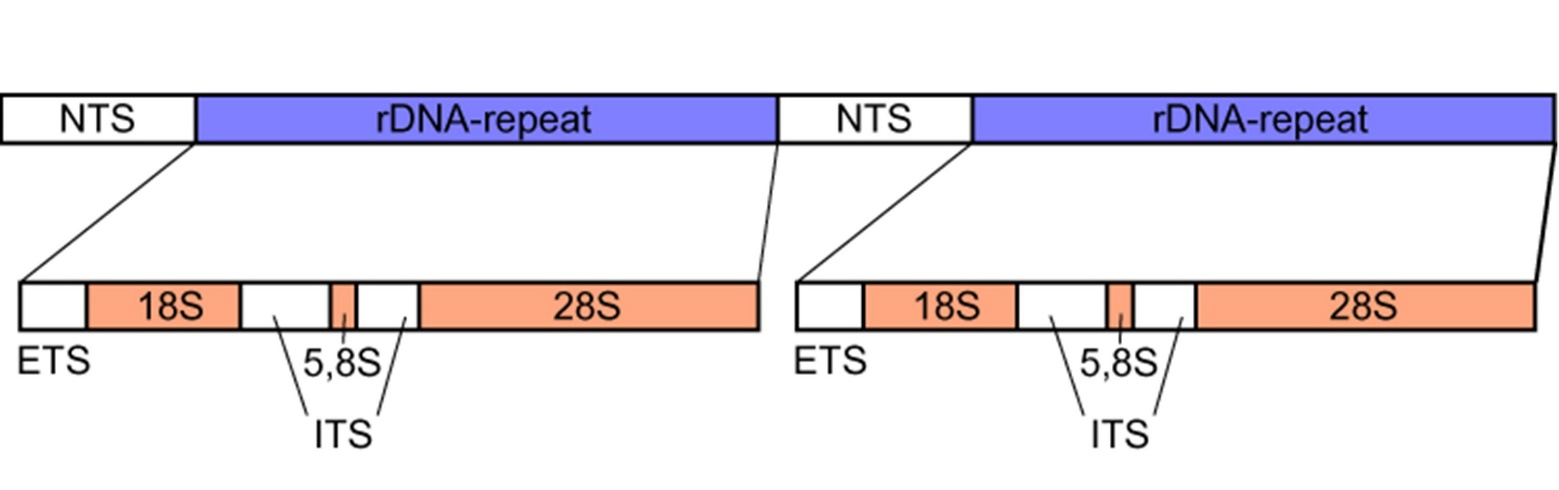 NTS rDNA-repeat NTS rDNA-repeat
18S 28S 18S 28S
ETS 5,8S ETS 5,8S
ITS ITS